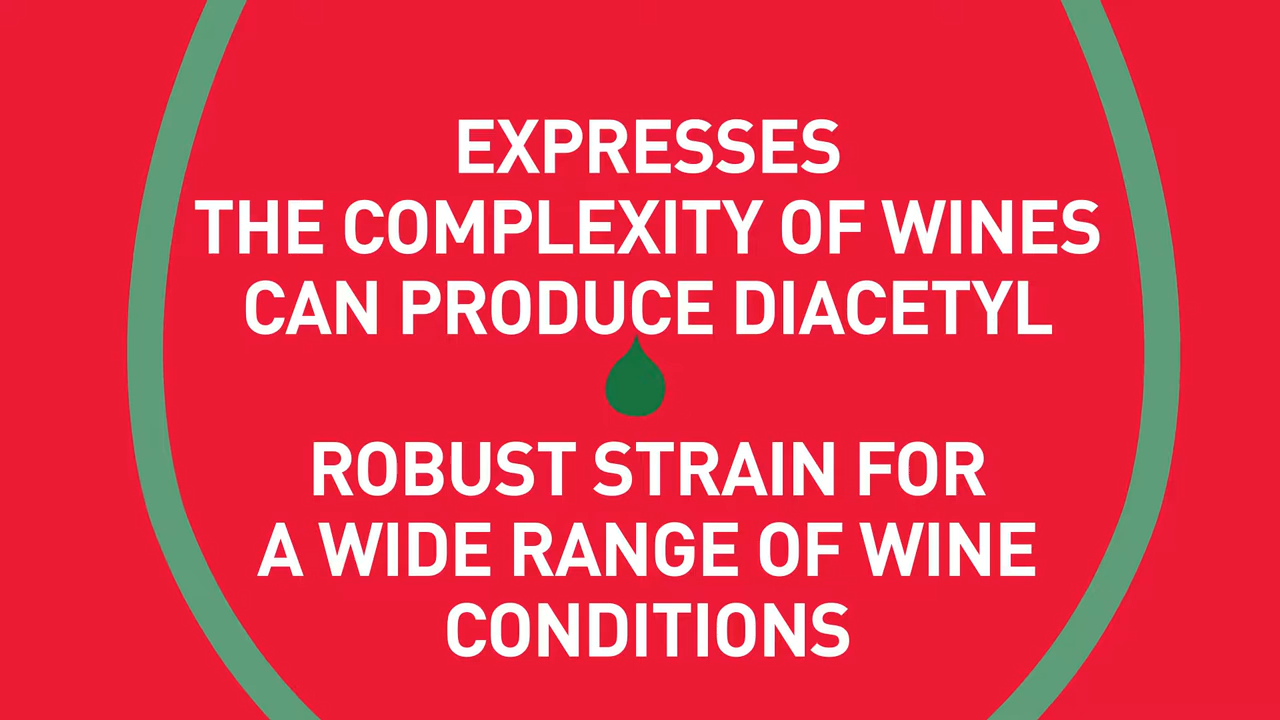 EXPRESSES
THE COMPLEXITY OF WINES
CAN PRODUCE DIACETYL
ROBUST STRAIN FOR
A WIDE RANGE OF WINE
CONDITIONS